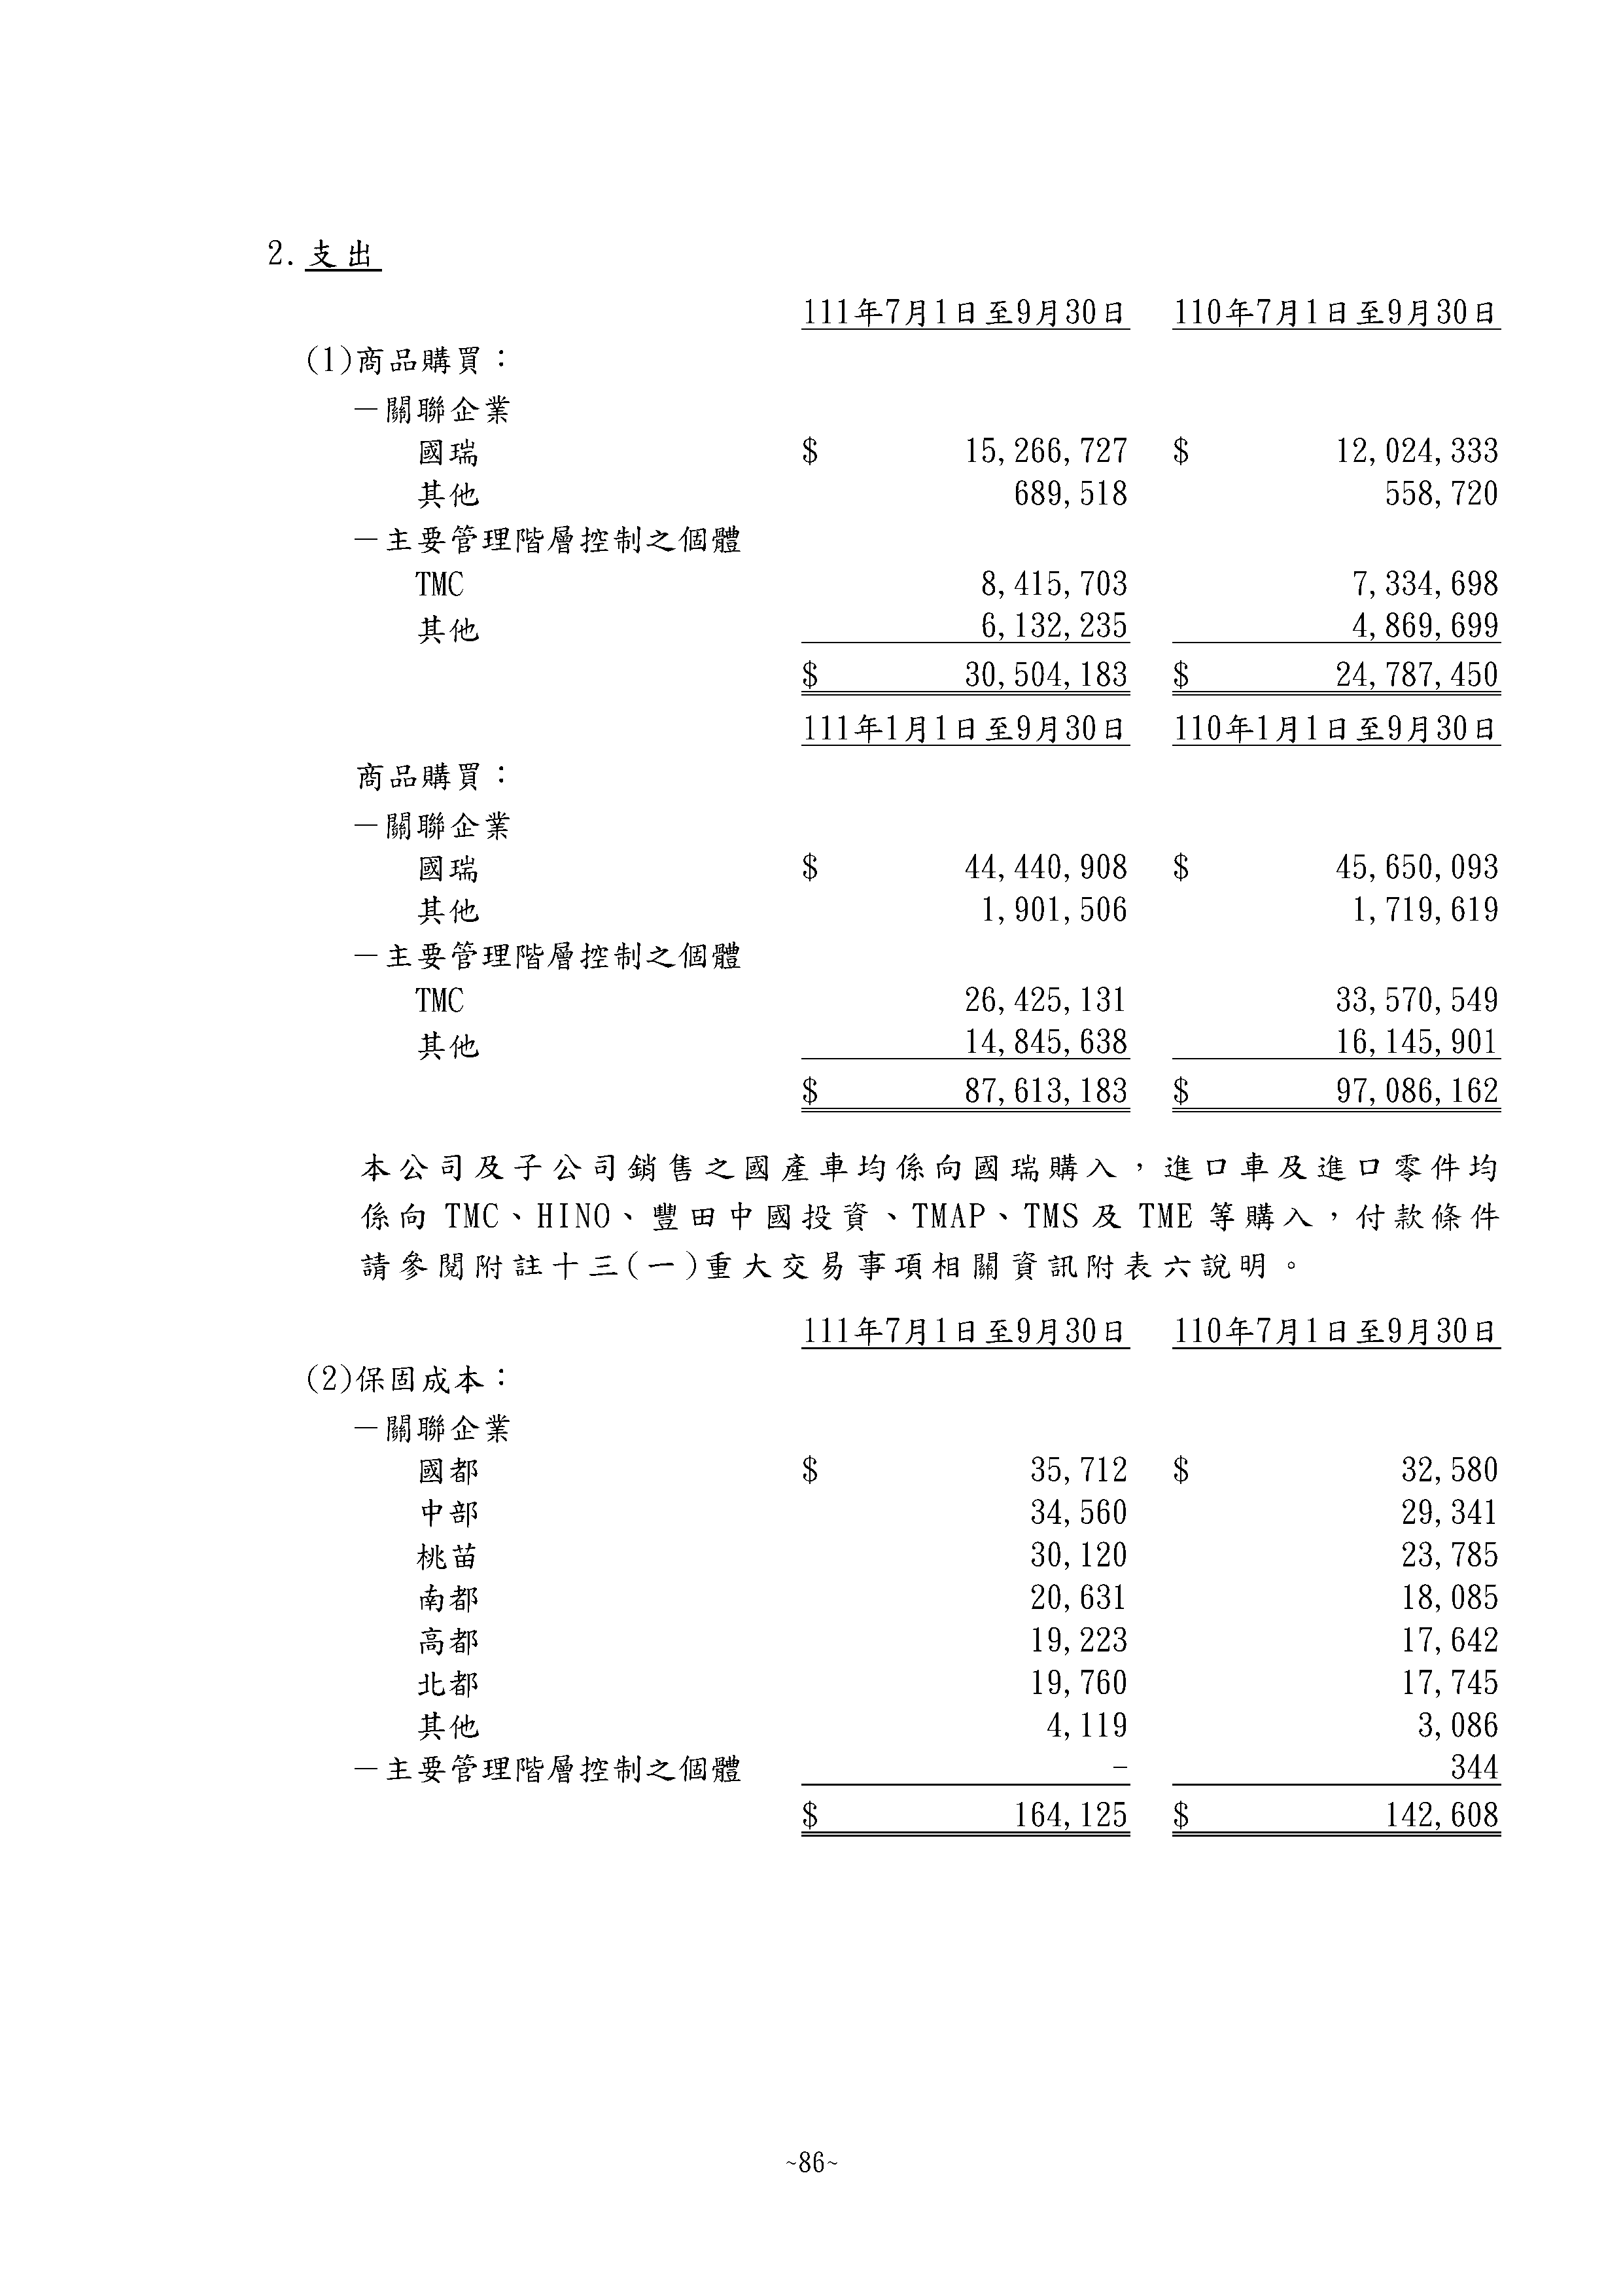 2. 支出
111年7月1日至9月30日 110年7月1日至9月30日
(1)商品購買：
－關聯企業
國瑞 $ 15,266,727 $ 12,024,333
其他 689,518 558,720
－主要管理階層控制之個體
TMC 8,415,703 7,334,698
其他 6,132,235 4,869,699
$ 30,504,183 $ 24,787,450
111年1月1日至9月30日 110年1月1日至9月30日
商品購買：
－關聯企業
國瑞 $ 44,440,908 $ 45,650,093
其他 1,901,506 1,719,619
－主要管理階層控制之個體
TMC 26,425,131 33,570,549
其他 14,845,638 16,145,901
$ 87,613,183 $ 97,086,162
本公司及子公司銷售之國產車均係向國瑞購入，進口車及進口零件均
係向 TMC、HINO、豐田中國投資、TMAP、TMS 及 TME 等購入，付款條件
請參閱附註十三(一)重大交易事項相關資訊附表六說明。
111年7月1日至9月30日 110年7月1日至9月30日
(2)保固成本：
－關聯企業
國都 $ 35,712 $ 32,580
中部 34,560 29,341
桃苗 30,120 23,785
南都 20,631 18,085
高都 19,223 17,642
北都 19,760 17,745
其他 4,119 3,086
－主要管理階層控制之個體 - 344
$ 164,125 $ 142,608
~86~